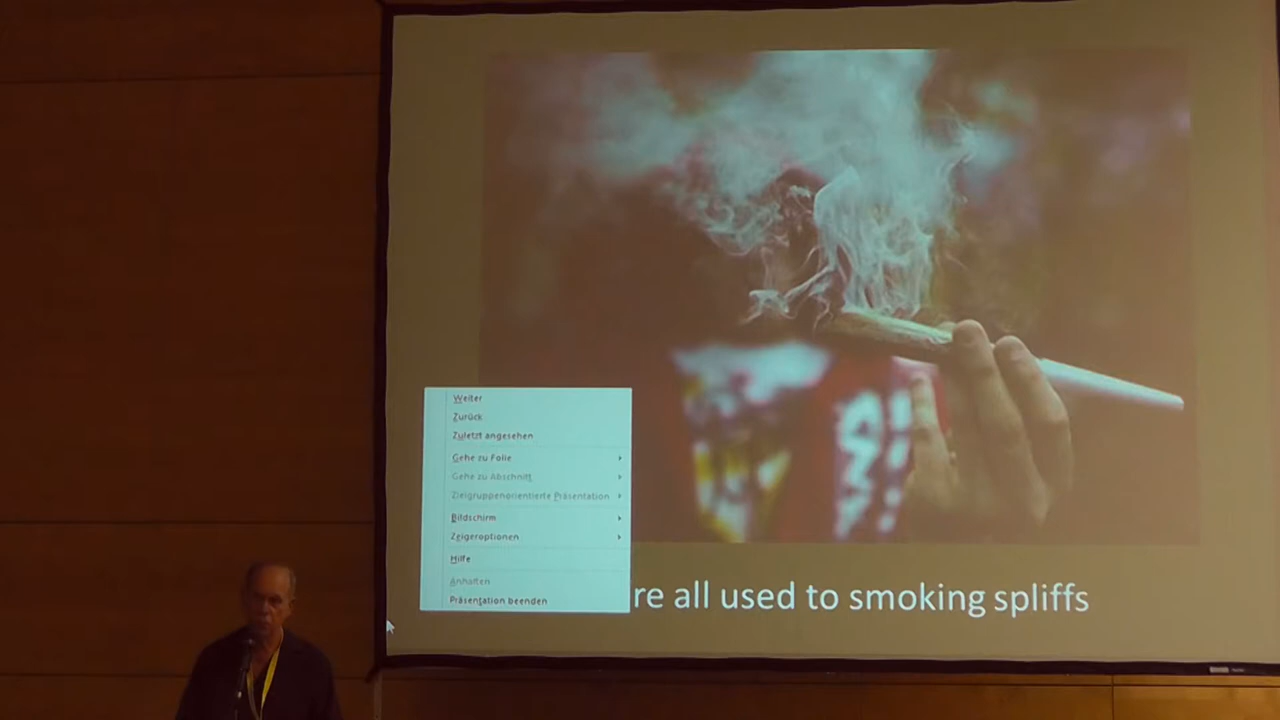 Weiter
Zurück
Zuletzt angesehen
Gehe zu Folie
Gehe zu Abschnitt
Zielgruppenorientierte Präsentation
Bildschirm
Zeigeroptionen
Hilfe
Anhalten
Präsentation beenden
re all used to smoking spliffs